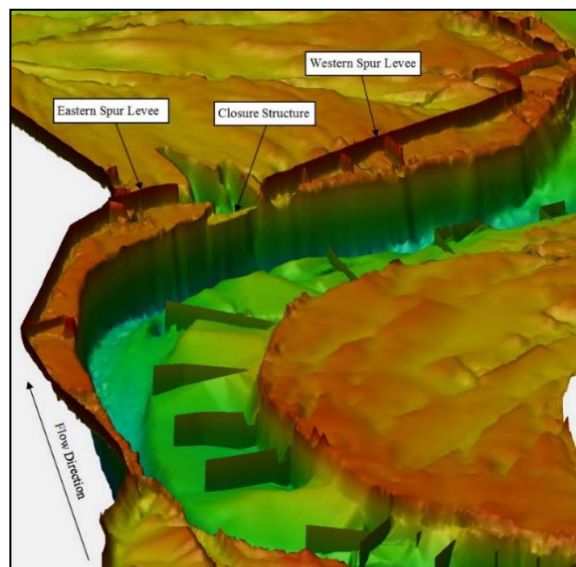 Western Spur Levee
Eastern Spur Levee
Closure Structure
Flow Direction